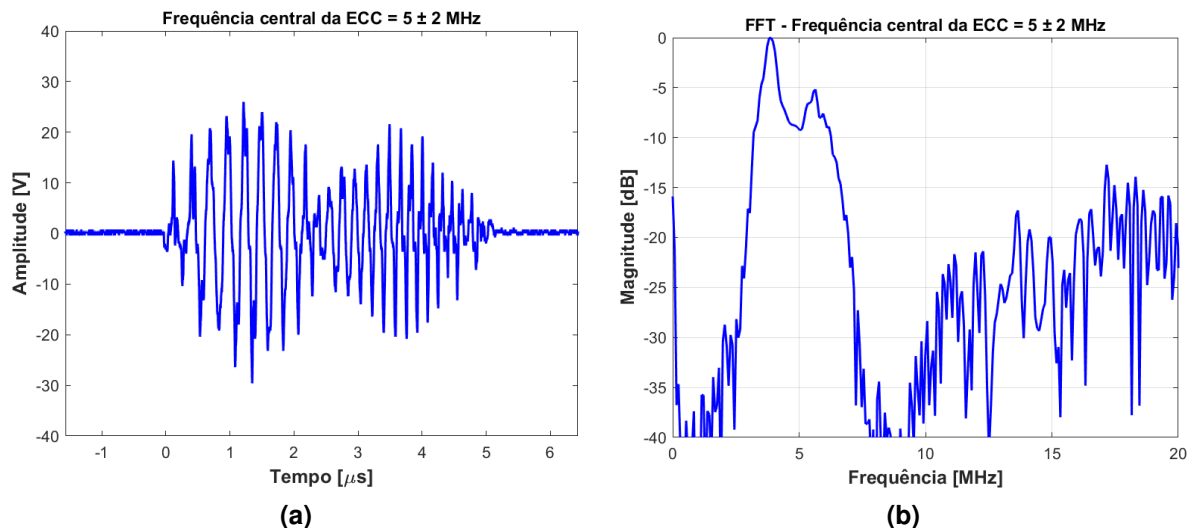 Frequência central da ECC = 5 ± 2 MHz
40
30
20
10
0
-10
-20
-30
-40
Amplitude [V]
-1 0 1 2 3 4 5 6
Tempo [µs]
(a)
FFT - Frequência central da ECC = 5 ± 2 MHz
0
-5
-10
-15
-20
-25
-30
-35
-40
Magnitude [dB]
0 5 10 15 20
Frequência [MHz]
(b)